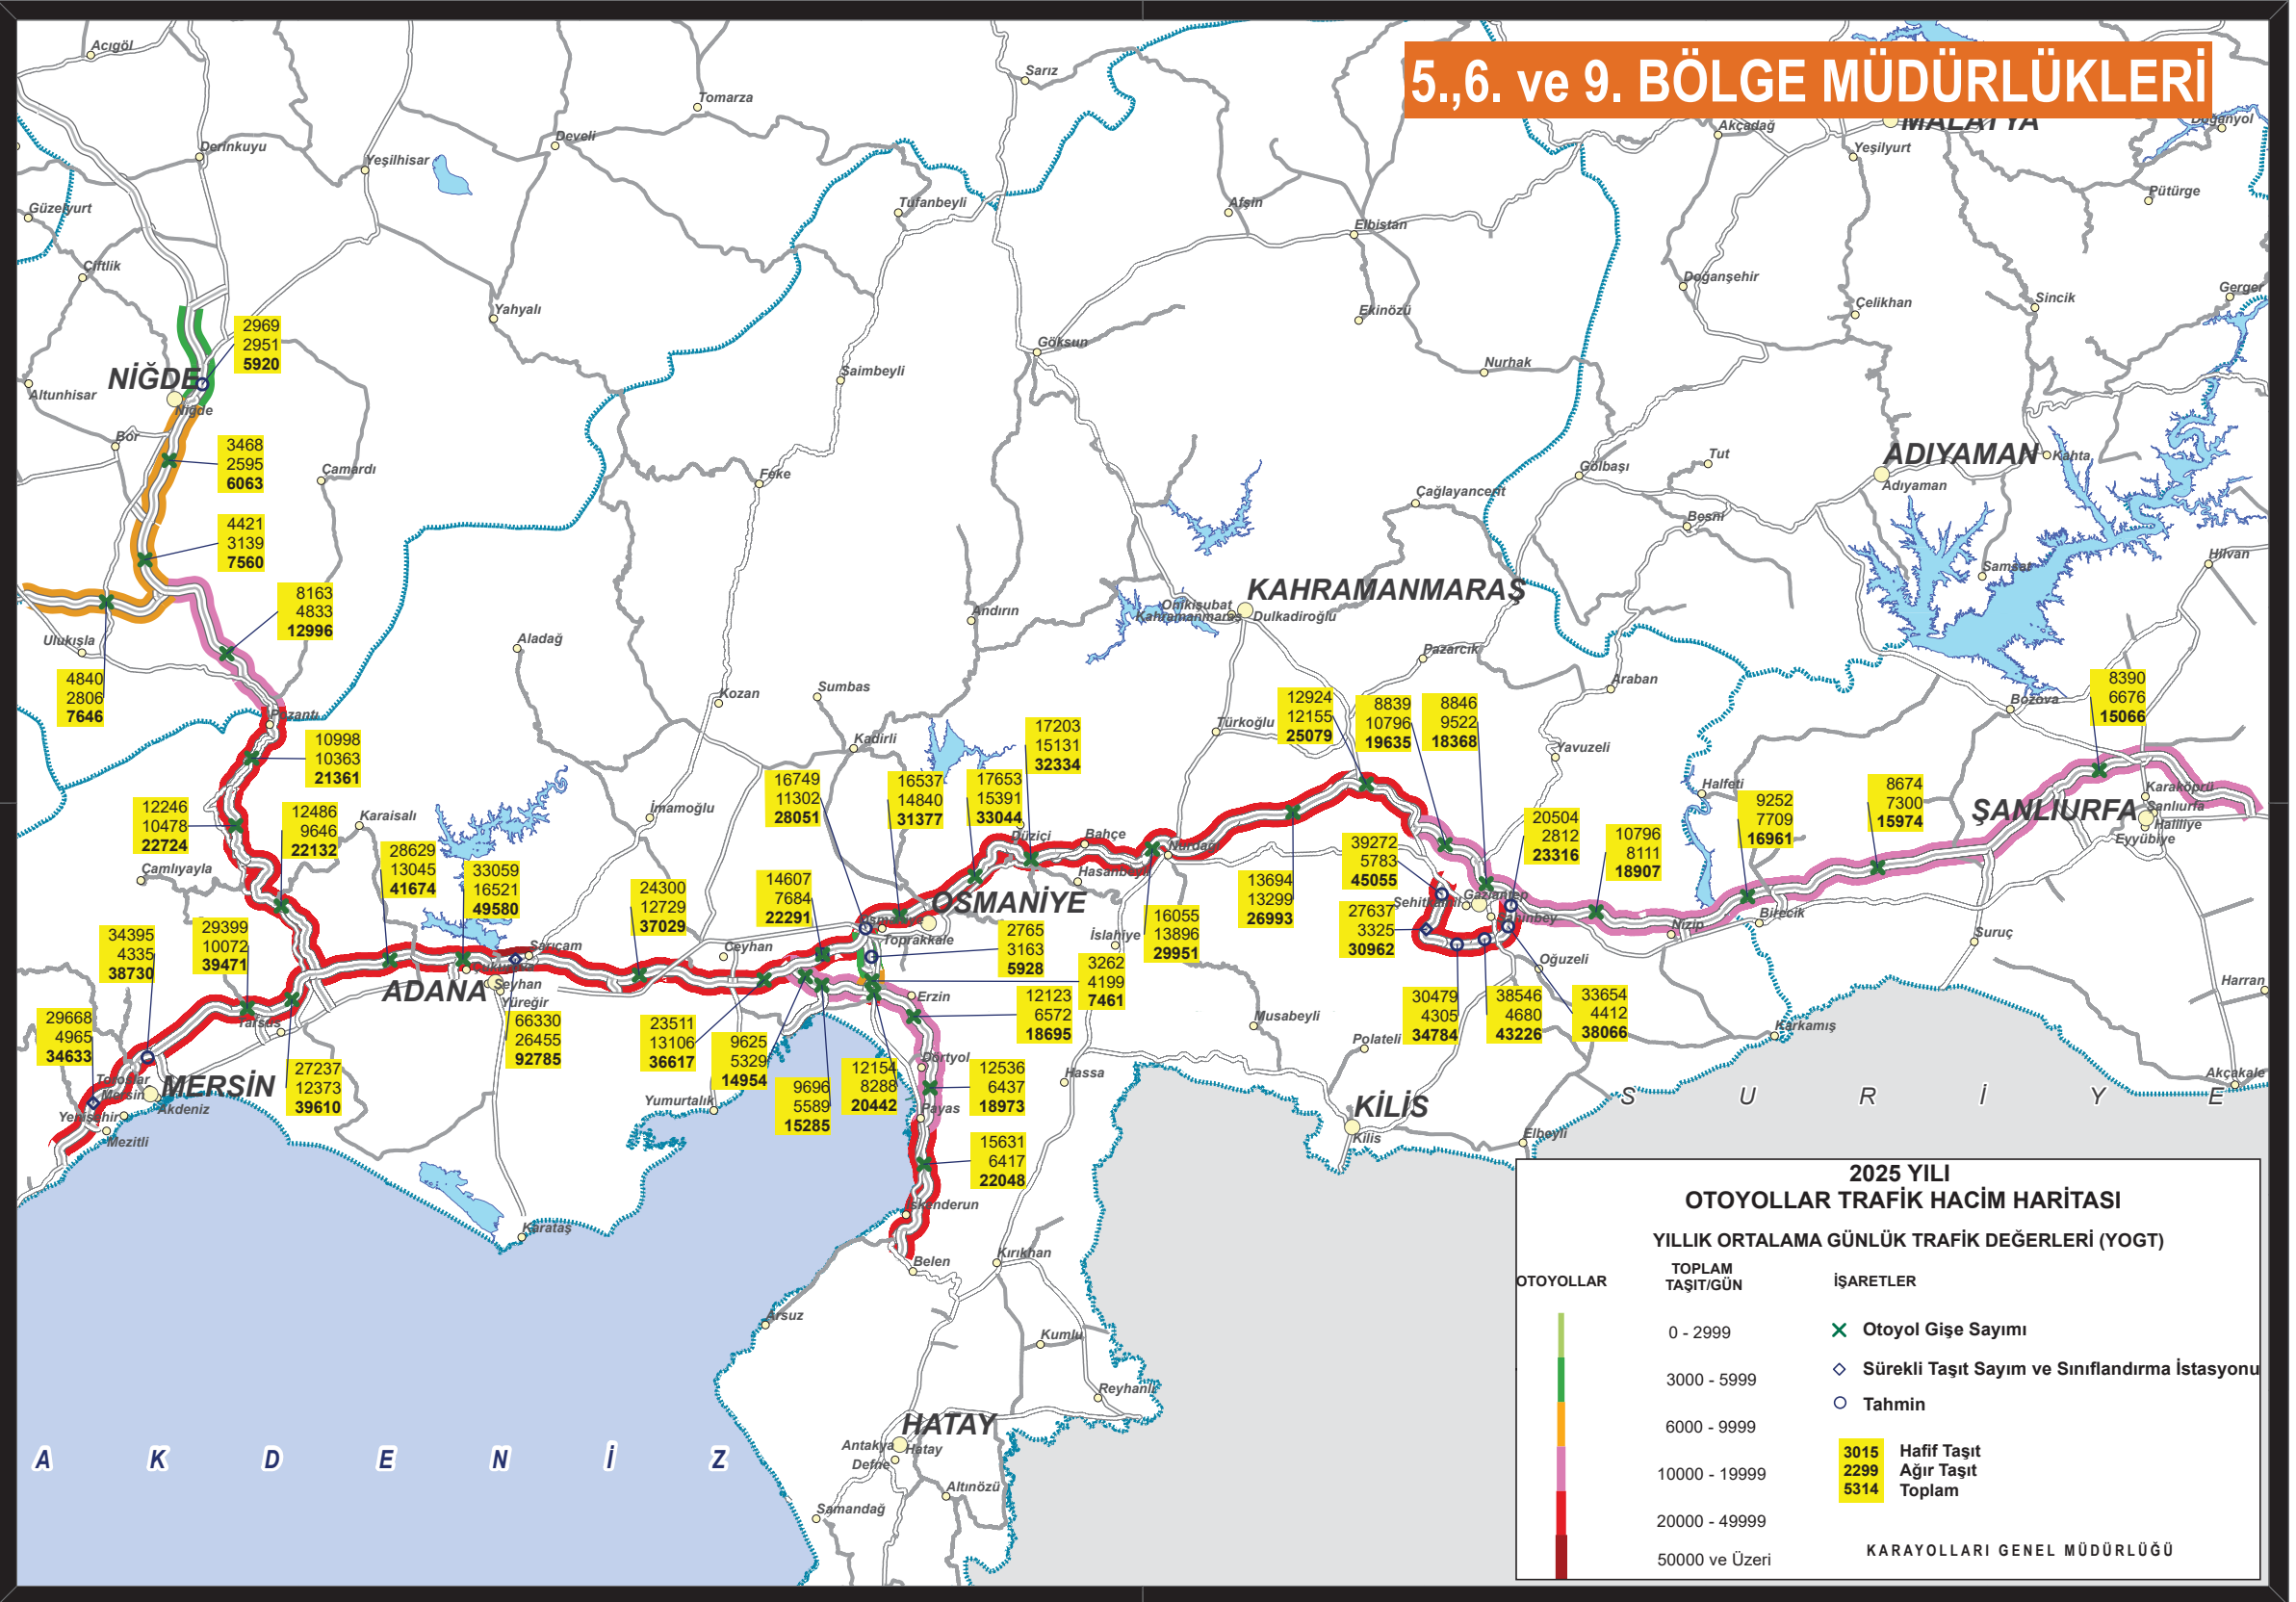 5.,6. ve 9. BÖLGE MÜDÜRLÜKLERİ
Acıgöl
Sarız
Tomarza
Develi
Derinkuyu
Yeşilhisar
Akçadağ
MALATYA
Doğanyol
Yeşilyurt
Pütürge
Güzelyurt
Tufanbeyli
Afşin
Elbistan
Çiftlik
Yahyalı
Doğanşehir
Çelikhan
Sincik
Gerger
Ekinözü
2969
2951
5920
NİĞDE
Niğde
Altunhisar
Göksun
Saimbeyli
Nurhak
Bor
3468
2595
6063
Çamardı
Feke
Çağlayancerit
Gölbaşı
Tut
ADIYAMAN
Adıyaman
Kahta
Besni
4421
3139
7560
Hilvan
Samsat
8163
4833
12996
KAHRAMANMARAŞ
Onikişubat
Kahramanmaraş
Dulkadiroğlu
Andırın
Ulukışla
Aladağ
Pazarcık
4840
2806
7646
Kozan
Sumbas
Araban
Bozova
8390
6676
15066
Pozantı
Kadirli
Türkoğlu
12924
12155
25079
8839
10796
19635
8846
9522
18368
Yavuzeli
10998
10363
21361
17203
15131
32334
16749
11302
28051
16537
14840
31377
17653
15391
33044
Halfeti
Karaköprü
ŞANLIURFA
Şanlıurfa
Haliliye
Eyyübiye
12246
10478
22724
12486
9646
22132
Karaisalı
İmamoğlu
Düziçi
Bahçe
Nurdağı
Hasanbeyli
9252
7709
16961
8674
7300
15974
20504
2812
23316
10796
8111
18907
39272
5783
45055
Çamlıyayla
28629
13045
41674
33059
16521
49580
24300
12729
37029
14607
7684
22291
OSMANİYE
Osmaniye
Toprakkale
13694
13299
26993
Gaziantep
Şehitkamil
Şahinbey
27637
3325
30962
Nizip
Birecik
Suruç
16055
13896
29951
İslahiye
2765
3163
5928
34395
4335
38730
29399
10072
39471
Sarıçam
Çukurova
ADANA
Seyhan
Yüreğir
Ceyhan
3262
4199
7461
Erzin
12123
6572
18695
Oğuzeli
Harran
29668
4965
34633
Tarsus
66330
26455
92785
23511
13106
36617
9625
5329
14954
30479
4305
34784
38546
4680
43226
33654
4412
38066
Karkamış
Musabeyli
Polateli
Dörtyol
Hassa
12154
8288
20442
12536
6437
18973
9696
5589
15285
27237
12373
39610
Toroslar
Mersin
MERSİN
Akdeniz
Yenişehir
Mezitli
Yumurtalık
Payas
KİLİS
Kilis
Elbeyli
Akçakale
S U R İ Y E
15631
6417
22048
İskenderun
Karataş
Belen
Kırıkhan
Arsuz
Kumlu
Reyhanlı
HATAY
Antakya
Hatay
Defne
Altınözü
Samandağ
A K D E N İ Z
2025 YILI
OTOYOLLAR TRAFİK HACİM HARİTASI
YILLIK ORTALAMA GÜNLÜK TRAFİK DEĞERLERİ (YOGT)
OTOYOLLAR
TOPLAM
TAŞIT/GÜN
İŞARETLER
0 - 2999
3000 - 5999
6000 - 9999
10000 - 19999
20000 - 49999
50000 ve Üzeri
Otoyol Gişe Sayımı
Sürekli Taşıt Sayım ve Sınıflandırma İstasyonu
Tahmin
3015 Hafif Taşıt
2299 Ağır Taşıt
5314 Toplam
KARAYOLLARI GENEL MÜDÜRLÜĞÜ